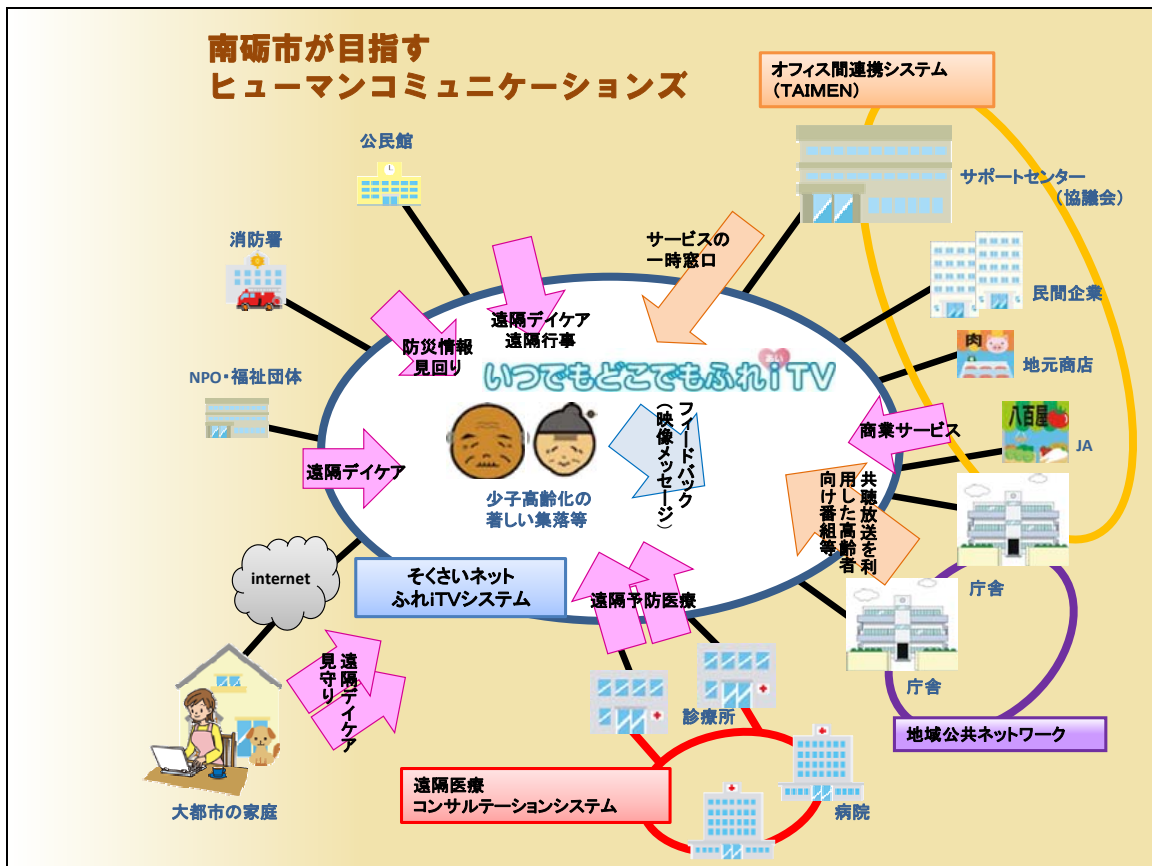 南砺市が目指す
ヒューマンコミュニケーションズ
オフィス間連携システム
(TAIMEN)
公民館
サポートセンター
(協議会)
消防署
サービスの
一時窓口
民間企業
遠隔デイケア
遠隔行事
防災情報
見回り
肉
地元商店
いつでもどこでもふれiTV
NPO・福祉団体
八百屋
JA
商業サービス
フィードバック
(映像メッセージ)
遠隔デイケア
共聴放送を利
用した高齢者
向け番組等
少子高齢化の
著しい集落等
internet
そくさいネット
ふれiTVシステム
遠隔予防医療
庁舎
庁舎
遠隔デイケア
見守り
診療所
地域公共ネットワーク
遠隔医療
コンサルテーションシステム
大都市の家庭
病院